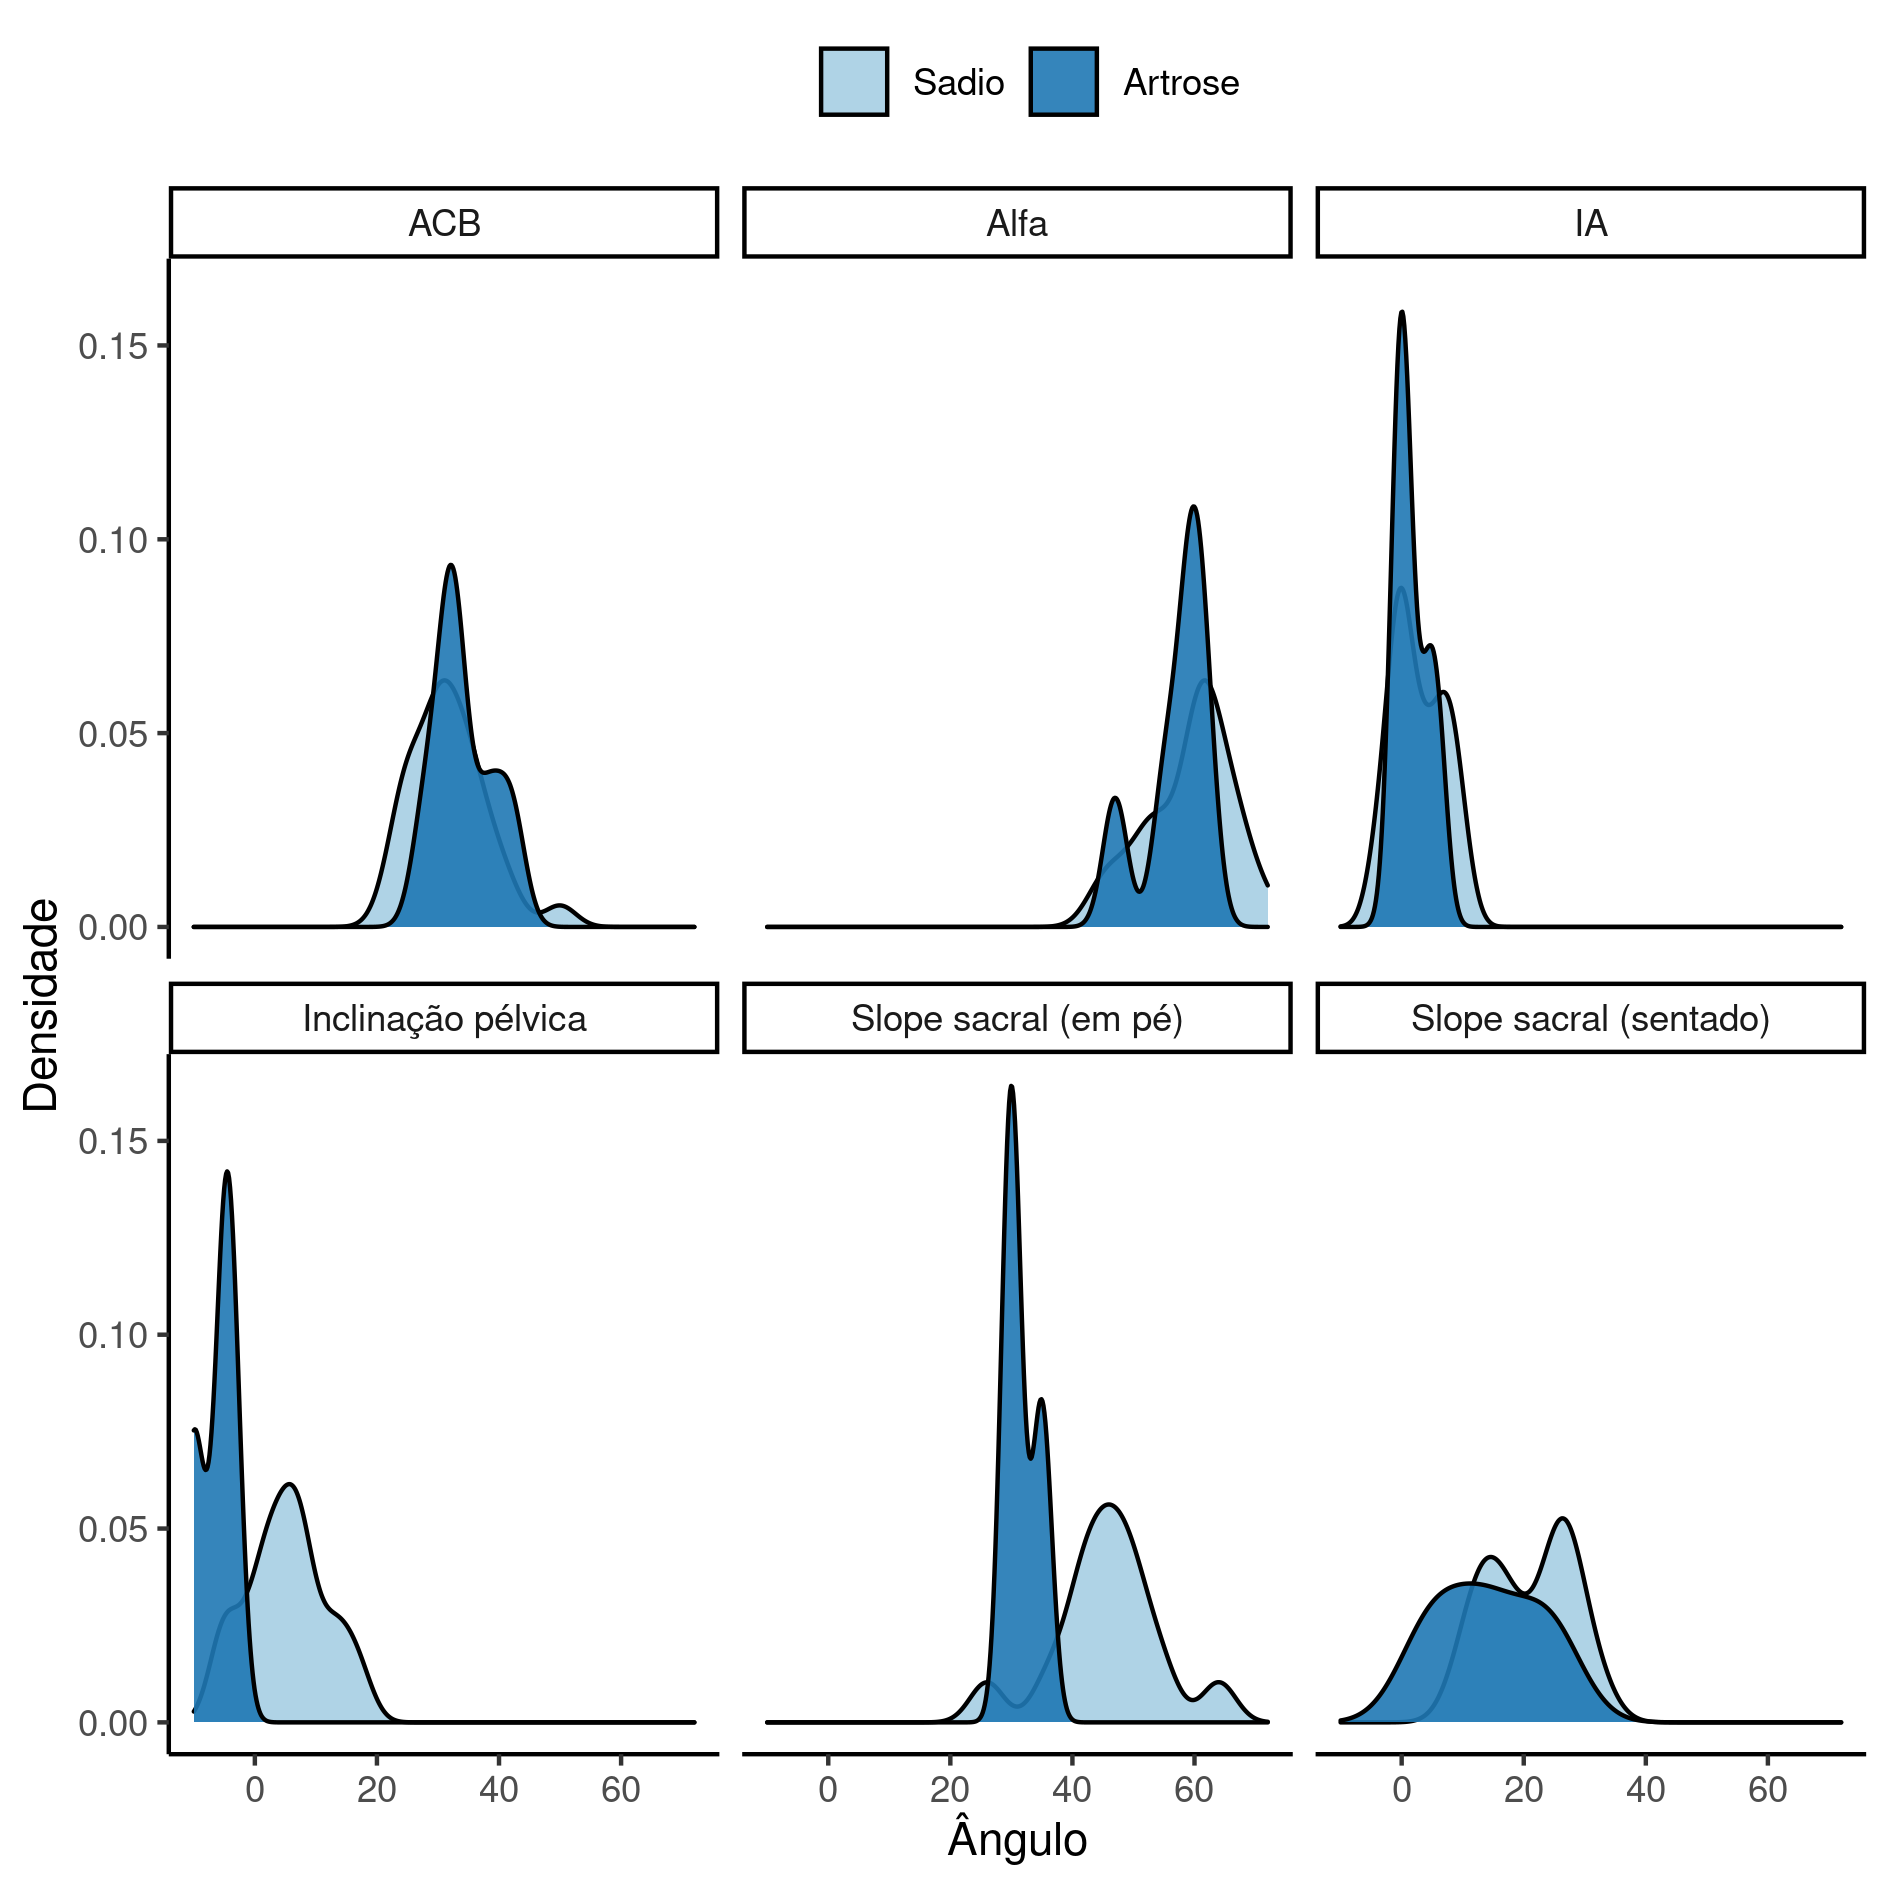 Sadio Artrose
ACB Alfa IA
0.15
0.10
0.05
0.00
Densidade
Inclinação pélvica Slope sacral (em pé) Slope sacral (sentado)
0.15
0.10
0.05
0.00
0 20 40 60 0 20 40 60 0 20 40 60
Ângulo